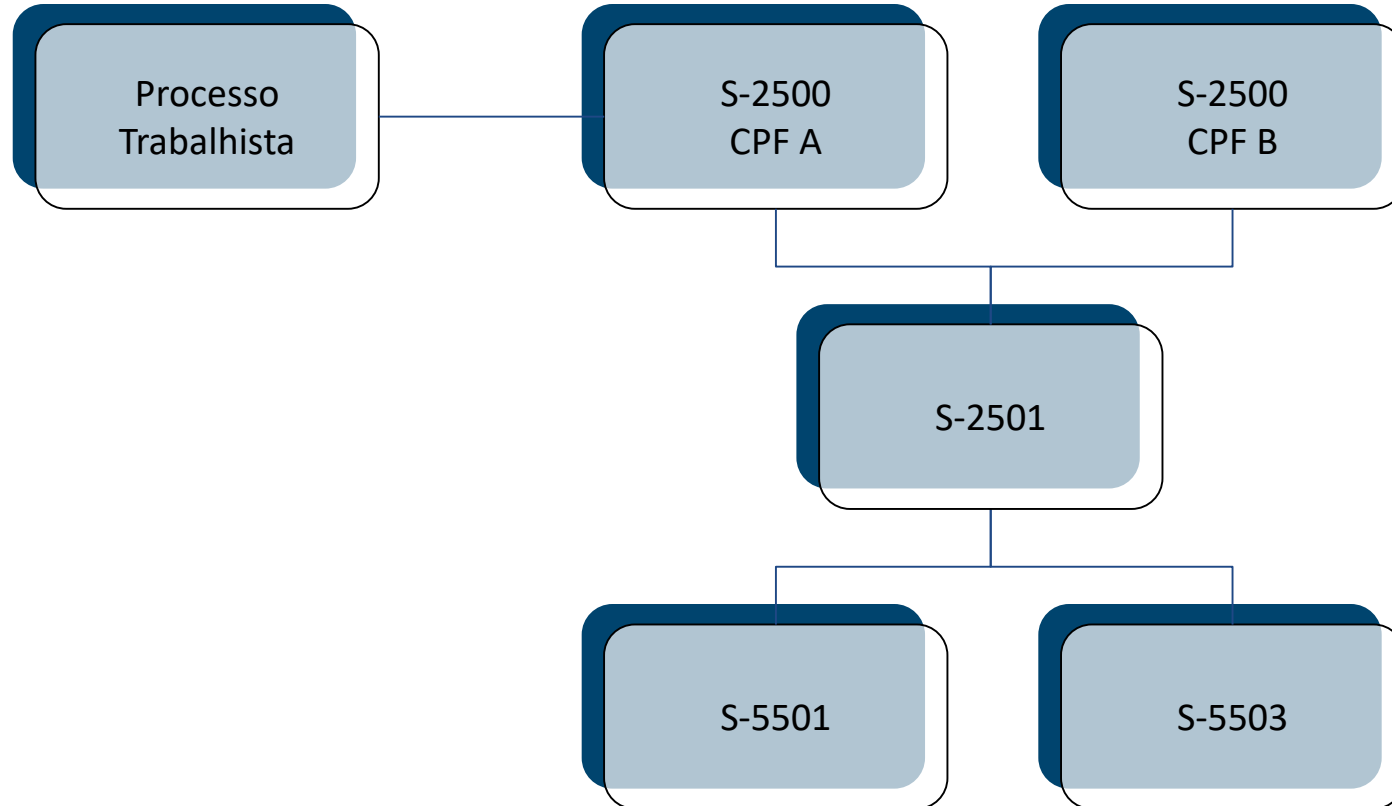 Processo
Trabalhista
S-2500
CPF A
S-2500
CPF B
S-2501
S-5501
S-5503